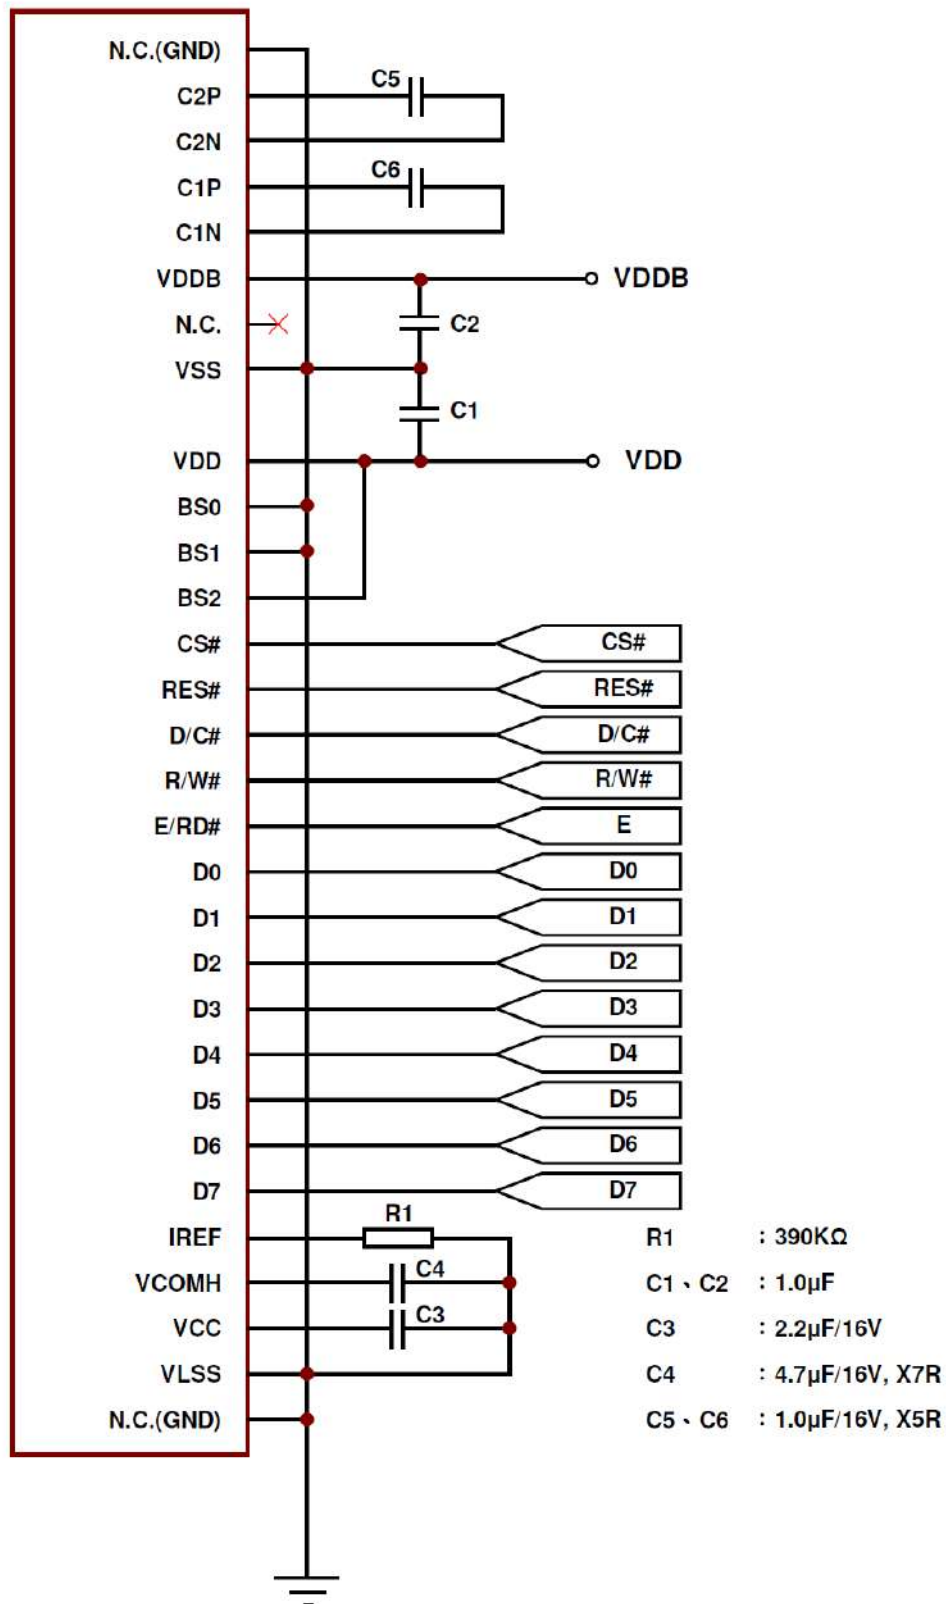 N.C.(GND)
C5
C2P
C2N
C6
C1P
C1N
VDDB VDDB
N.C. C2
VSS
C1
VDD VDD
BS0
BS1
BS2
CS# CS#
RES# RES#
D/C# D/C#
R/W# R/W#
E/RD# E
D0 D0
D1 D1
D2 D2
D3 D3
D4 D4
D5 D5
D6 D6
D7 D7
R1
IREF R1 : 390KΩ
C4
VCOMH C1、C2 : 1.0µF
C3
VCC C3 : 2.2µF/16V
VLSS C4 : 4.7µF/16V, X7R
N.C.(GND) C5、C6 : 1.0µF/16V, X5R